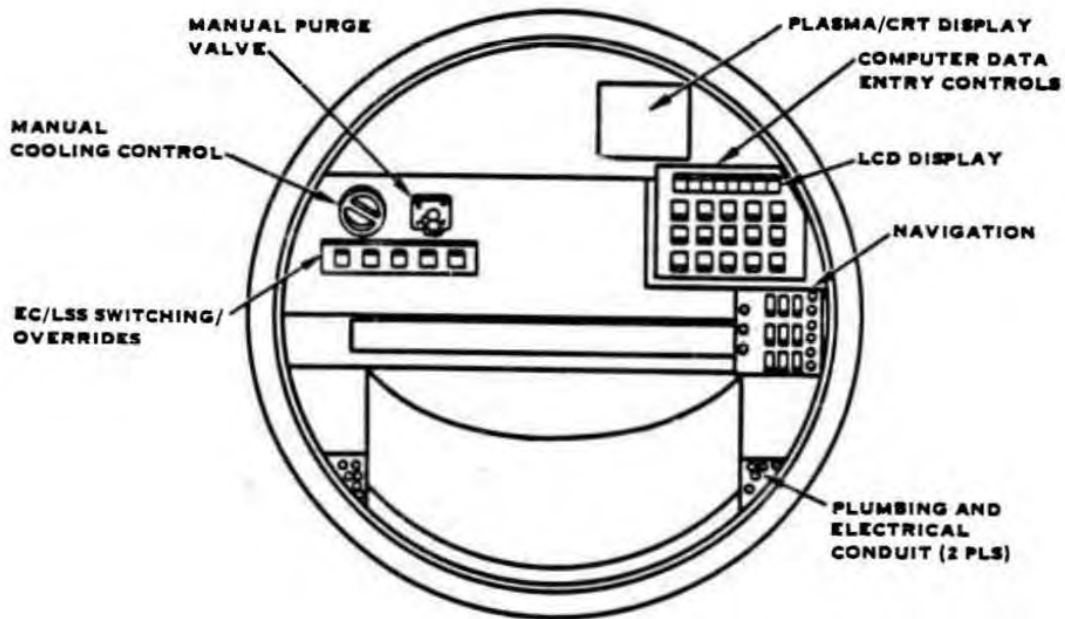 MANUAL PURGE
VALVE
PLASMA/CRT DISPLAY
COMPUTER DATA
ENTRY CONTROLS
MANUAL
COOLING CONTROL
LCD DISPLAY
NAVIGATION
EC/LSS SWITCHING/
OVERRIDES
PLUMBING AND
ELECTRICAL
CONDUIT (2 PLS)